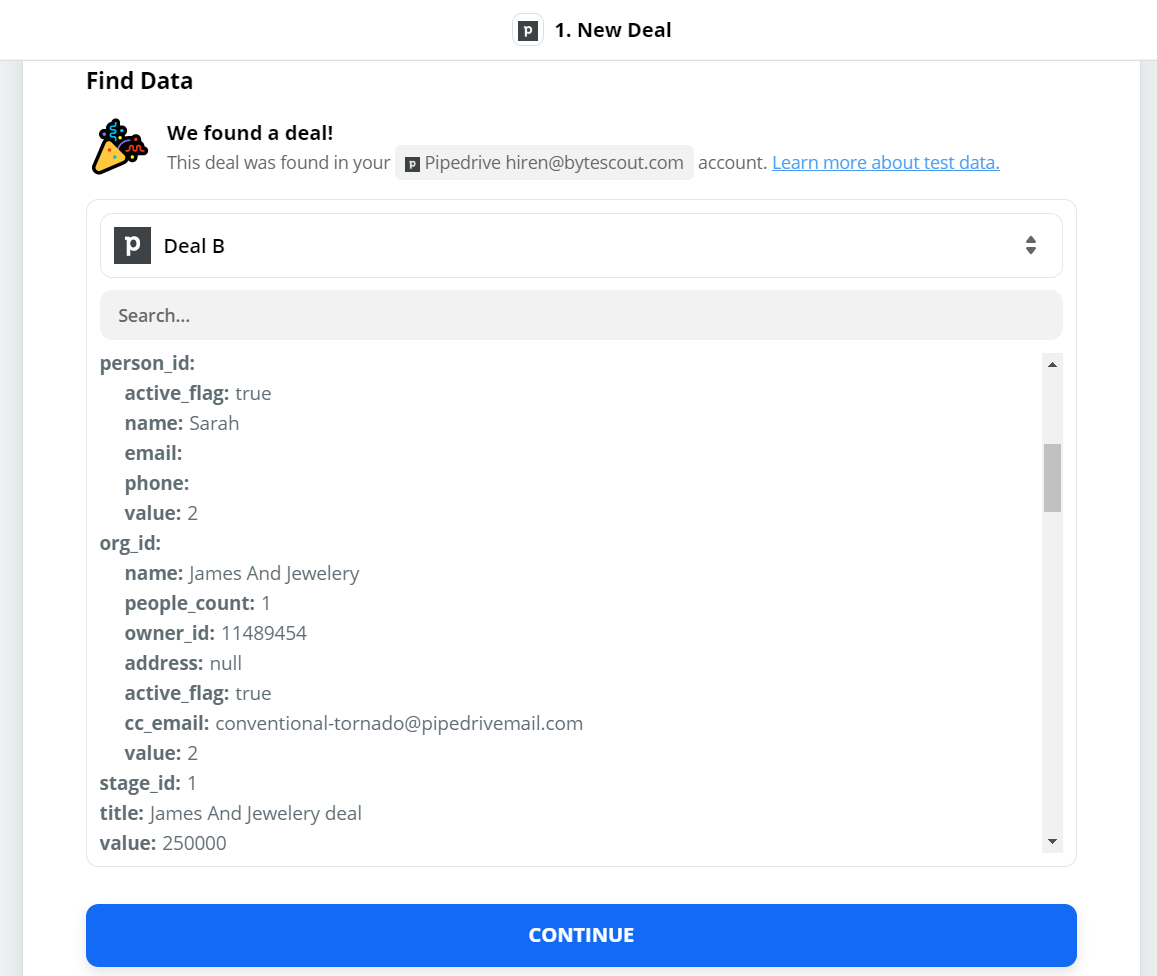 1. New Deal
Find Data
We found a deal!
This deal was found in your p Pipedrive hiren@bytescout.com account. Learn more about test data.
p Deal B
Search...
person_id:
active_flag: true
name: Sarah
email:
phone:
value: 2
org_id:
name: James And Jewelery
people_count: 1
owner_id: 11489454
address: null
active_flag: true
cc_email: conventional-tornado@pipedrivemail.com
value: 2
stage_id: 1
title: James And Jewelery deal
value: 250000
CONTINUE